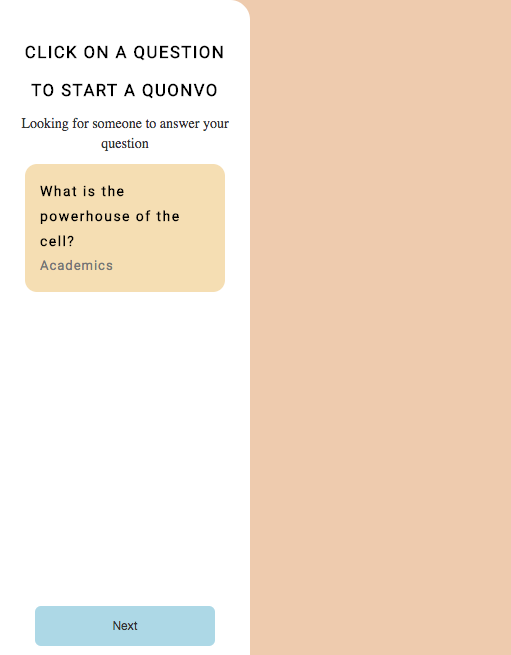 CLICK ON A QUESTION
TO START A QUONVO
Looking for someone to answer your
question
What is the
powerhouse of the
cell?
Academics
Next